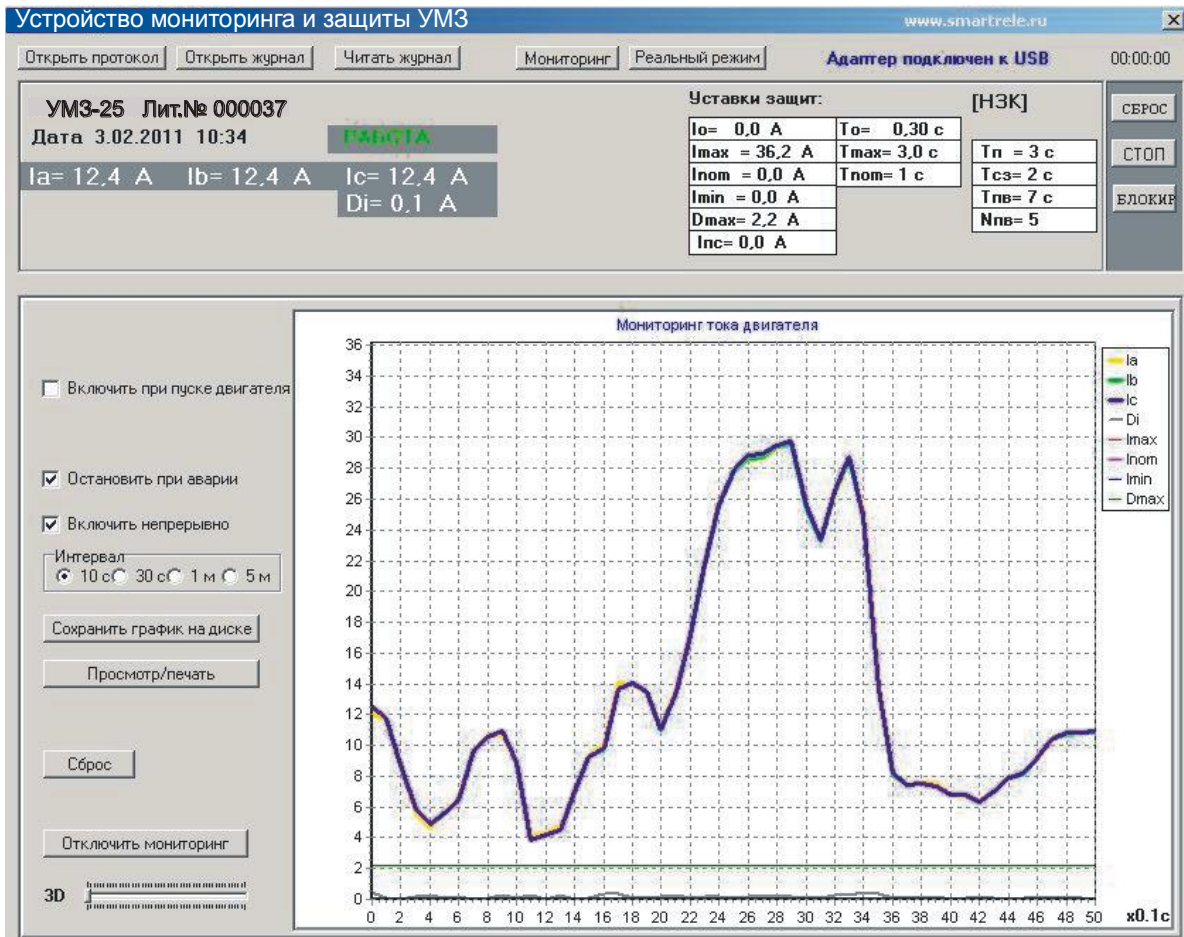 Устройство мониторинга и защиты УМЗ
www.smartrele.ru
Открыть протокол Открыть журнал Читать журнал Мониторинг Реальный режим Адаптер подключен к USB 00:00:00
УМЗ-25 Лит.№ 000037
Дата 3.02.2011 10:34 РАБОТА
Ia= 12,4 A Ib= 12,4 A Ic= 12,4 A
Di= 0,1 A
Уставки защит: [НЗК]
Io= 0,0 A To= 0,30 с
Imax = 36,2 A Tmax= 3,0 с Тп = 3 с
Inom = 0,0 A Tnom= 1 с Тсз= 2 с
Imin = 0,0 A Тпв= 7 с
Dmax= 2,2 A Nпв= 5
Iпс= 0,0 A
СБРОС
СТОП
БЛОКИР
Включить при пуске двигателя
Остановить при аварии
Включить непрерывно
Интервал
10 с 30 с 1 м 5 м
Сохранить график на диске
Просмотр/печать
Сброс
Отключить мониторинг
3D
Мониторинг тока двигателя
36
34
32
30
28
26
24
22
20
18
16
14
12
10
8
6
4
2
0
0 2 4 6 8 10 12 14 16 18 20 22 24 26 28 30 32 34 36 38 40 42 44 46 48 50 x0.1c
Ia
Ib
Ic
Di
Imax
Inom
Imin
Dmax